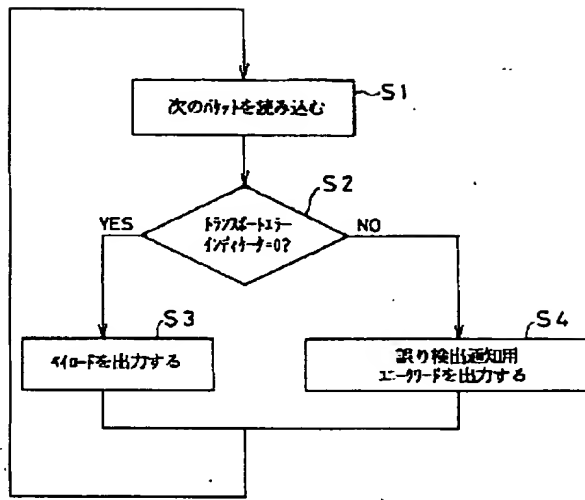 次のパケットを読み込む
S1
S2
トランスポートエラー
インディケータ=0?
YES
NO
S3
ペイロードを出力する
S4
誤り検出通知用
ユニークワードを出力する